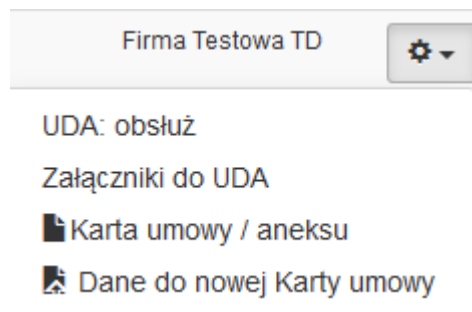 Firma Testowa TD
UDA: obsłuż
Załączniki do UDA
Karta umowy / aneksu
Dane do nowej Karty umowy